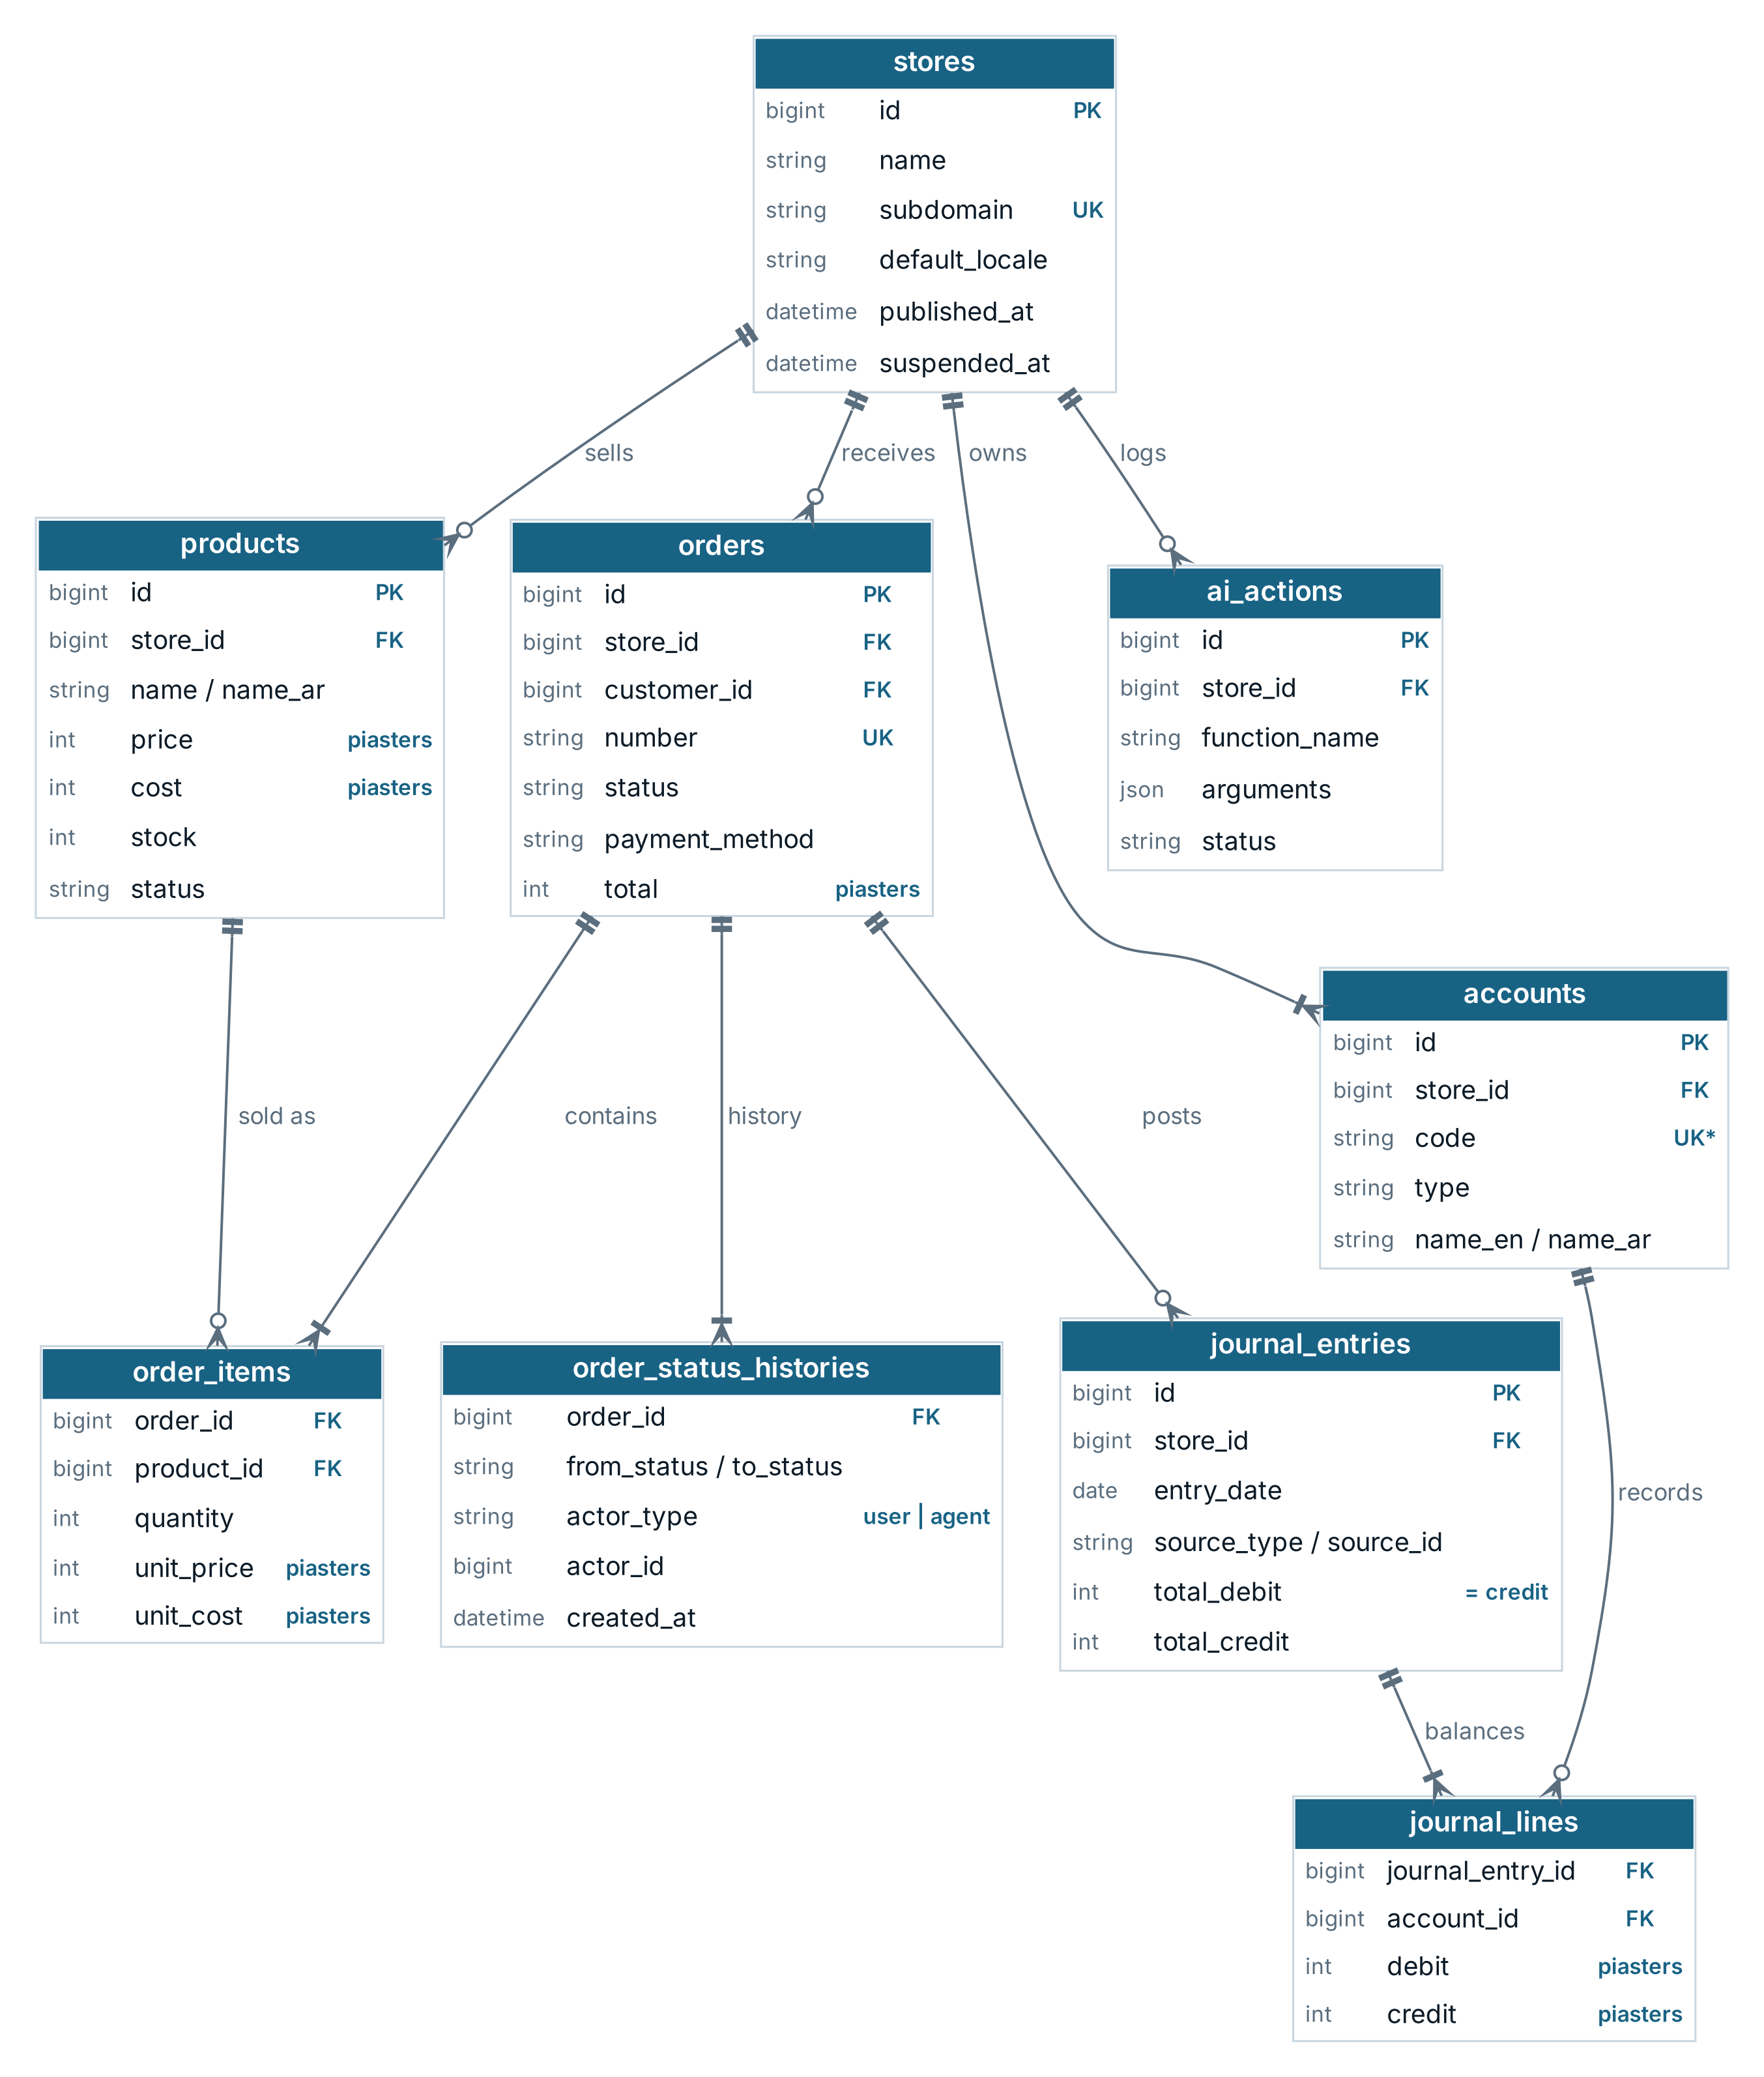 stores
bigint id PK
string name
string subdomain UK
string default_locale
datetime published_at
datetime suspended_at
sells
receives
owns
logs
products
bigint id PK
bigint store_id FK
string name / name_ar
int price piasters
int cost piasters
int stock
string status
orders
bigint id PK
bigint store_id FK
bigint customer_id FK
string number UK
string status
string payment_method
int total piasters
ai_actions
bigint id PK
bigint store_id FK
string function_name
json arguments
string status
accounts
bigint id PK
bigint store_id FK
string code UK*
string type
string name_en / name_ar
sold as
contains
history
posts
order_items
bigint order_id FK
bigint product_id FK
int quantity
int unit_price piasters
int unit_cost piasters
order_status_histories
bigint order_id FK
string from_status / to_status
string actor_type user | agent
bigint actor_id
datetime created_at
journal_entries
bigint id PK
bigint store_id FK
date entry_date
string source_type / source_id
int total_debit = credit
int total_credit
records
balances
journal_lines
bigint journal_entry_id FK
bigint account_id FK
int debit piasters
int credit piasters